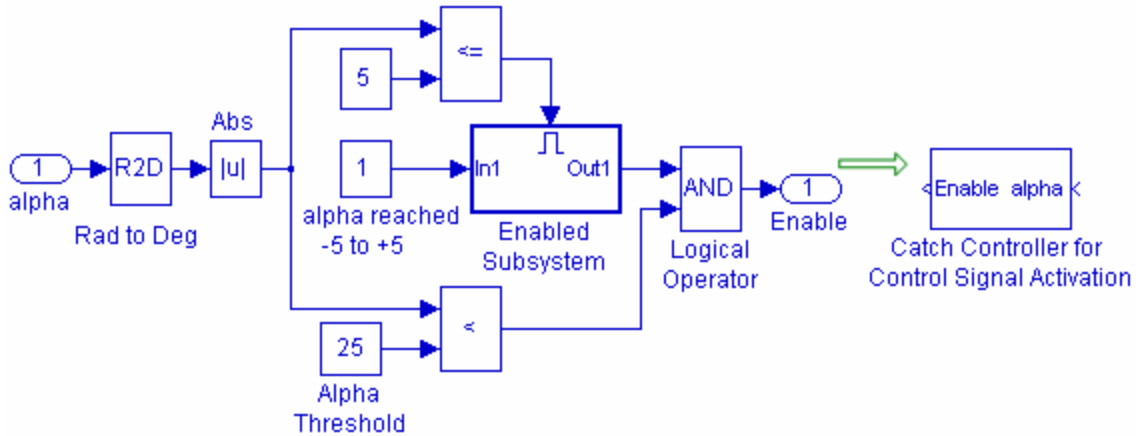 <=
5
Abs
1
alpha
R2D
|u|
Rad to Deg
1
alpha reached
-5 to +5
In1
Out1
Enabled
Subsystem
AND
Logical
Operator
1
Enable
Enable alpha
Catch Controller for
Control Signal Activation
<
25
Alpha
Threshold